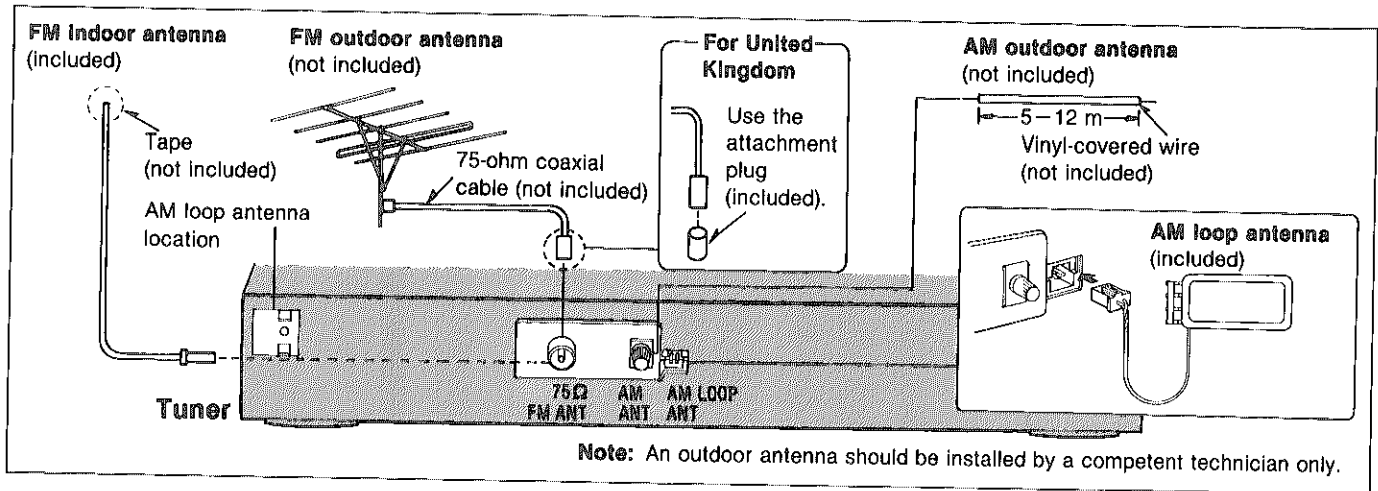 FM Indoor antenna
(included)
Tape
(not included)
AM loop antenna
location
FM outdoor antenna
(not included)
75-ohm coaxial
cable (not included)
For United
Kingdom
Use the
attachment
plug
(included).
AM outdoor antenna
(not included)
5–12 m
Vinyl-covered wire
(not included)
AM loop antenna
(included)
Tuner
75Ω
FM ANT
AM
ANT
AM LOOP
ANT
Note: An outdoor antenna should be installed by a competent technician only.